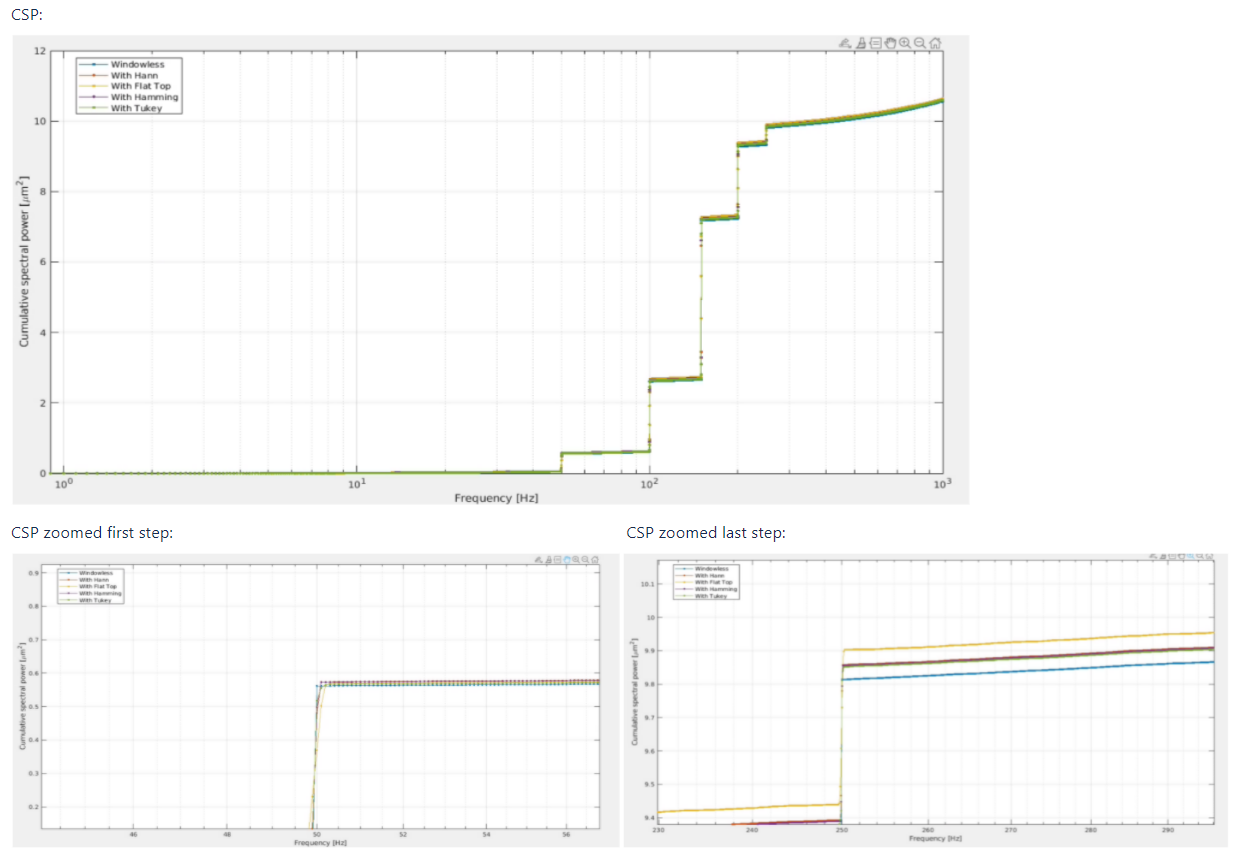 CSP:
12
10
8
6
4
2
0
Cumulative spectral power [μm²]
Windowless
With Hann
With Flat Top
With Hamming
With Tukey
10⁰ 10¹ 10² 10³
Frequency [Hz]
CSP zoomed first step:
0.9
0.8
0.7
0.6
0.5
0.4
0.3
0.2
Cumulative spectral power [μm²]
Windowless
With Hann
With Flat Top
With Hamming
With Tukey
46 48 50 52 54 56
Frequency [Hz]
CSP zoomed last step:
10.1
10
9.9
9.8
9.7
9.6
9.5
9.4
Cumulative spectral power [μm²]
Windowless
With Hann
With Flat Top
With Hamming
With Tukey
230 240 250 260 270 280 290
Frequency [Hz]